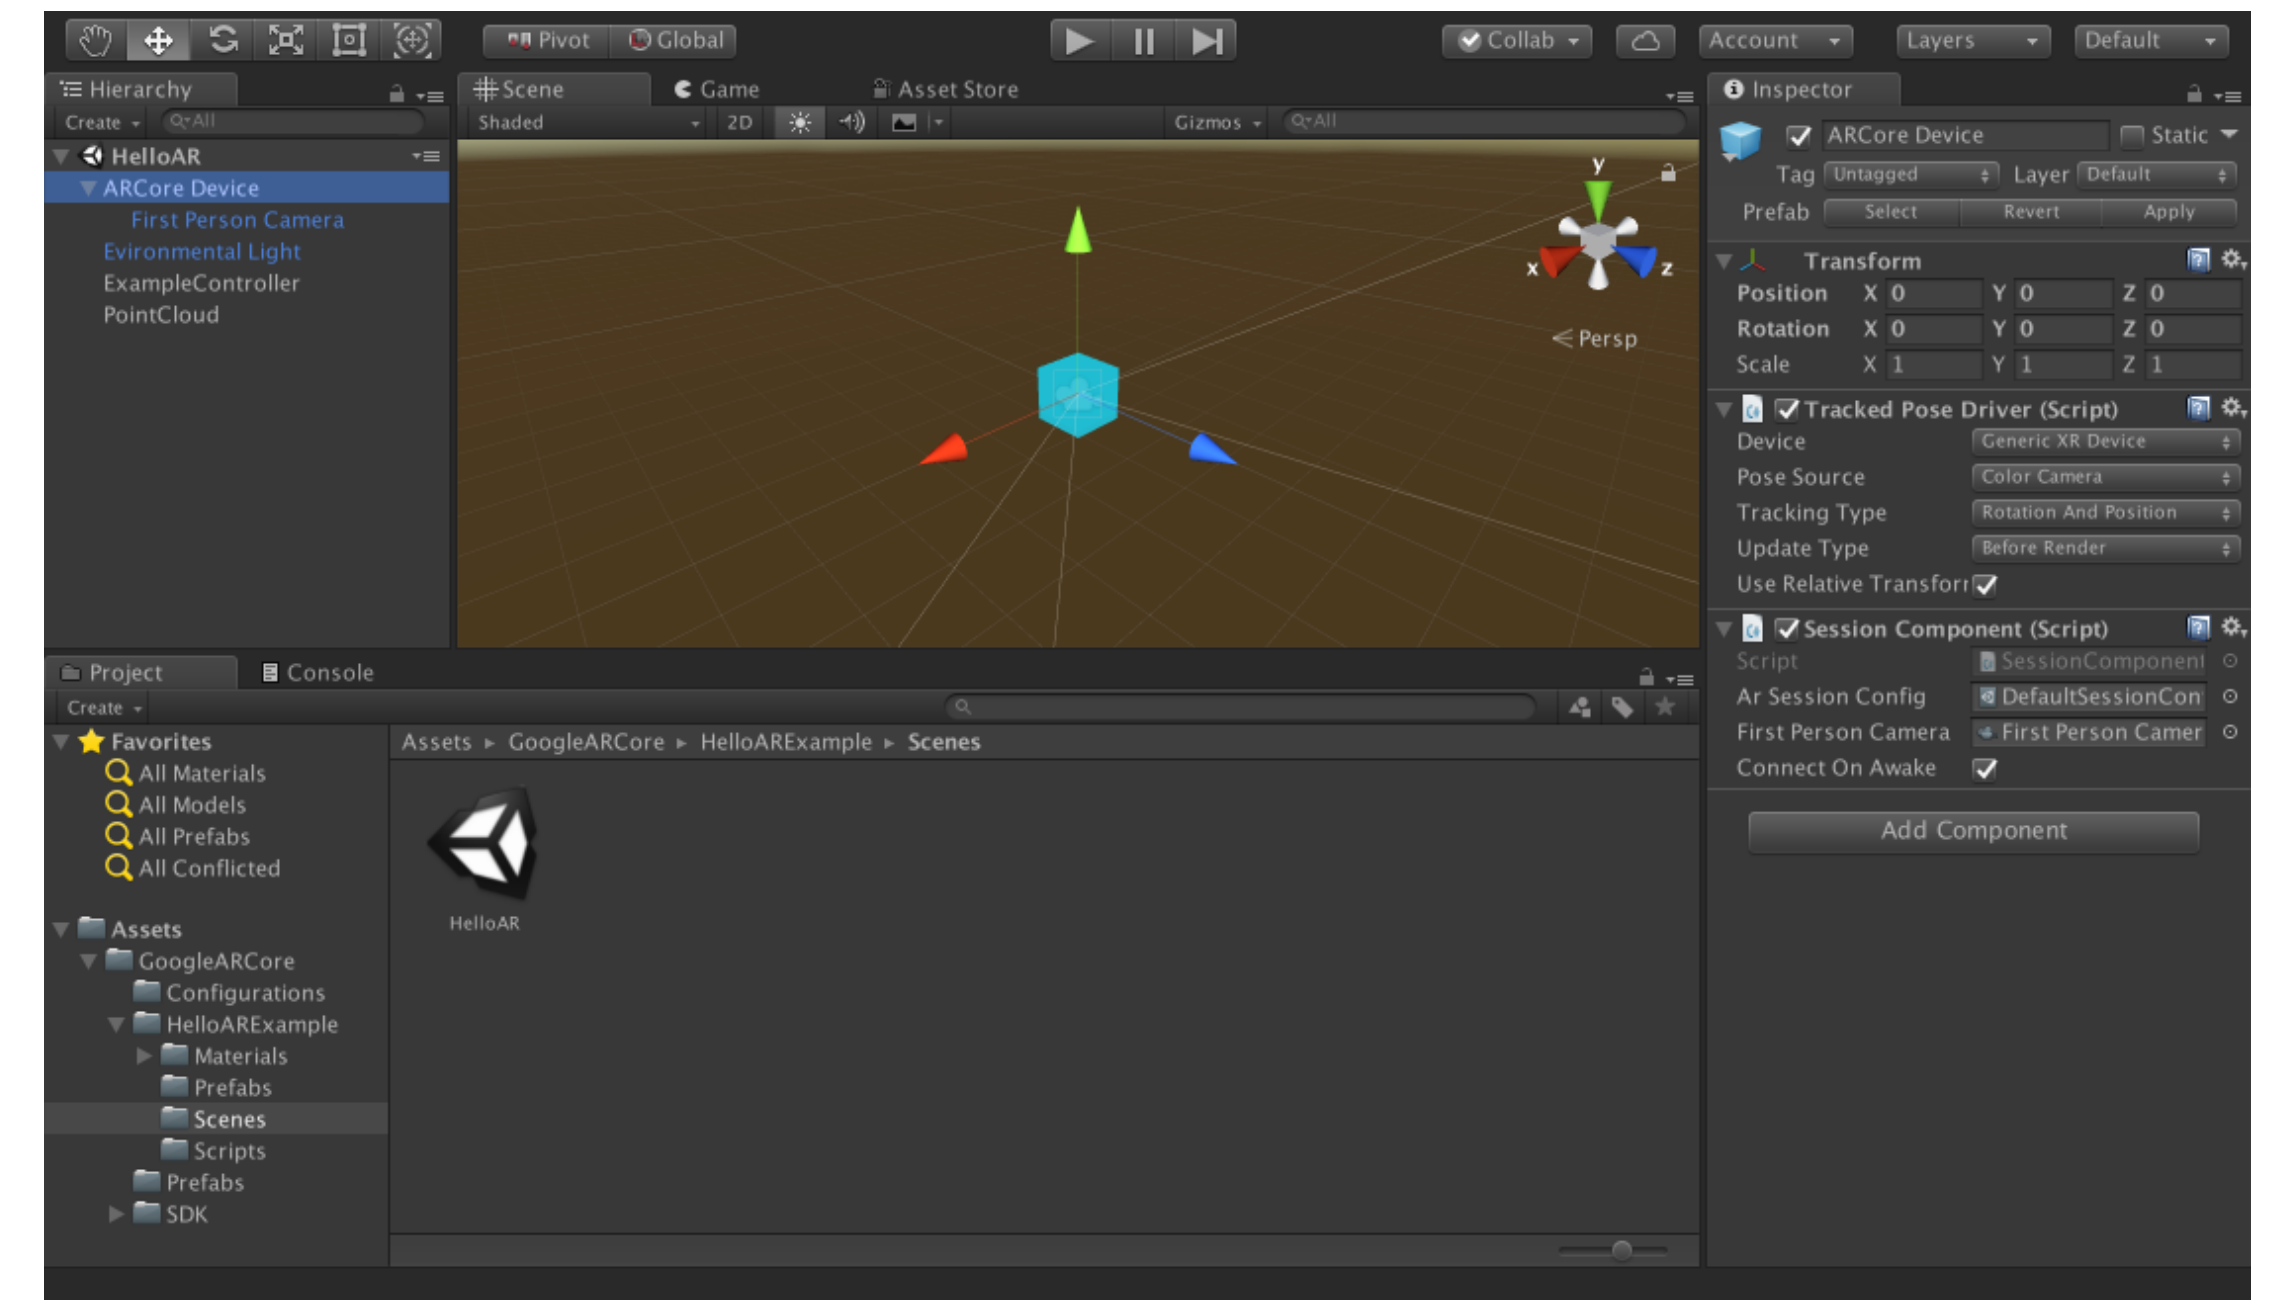 Pivot Global Collab Account Layers Default
Hierarchy
Create All
HelloAR
ARCore Device
First Person Camera
Evironmental Light
ExampleController
PointCloud
Scene Game Asset Store
Shaded 2D Gizmos All
y
x z
Persp
Inspector
ARCore Device Static
Tag Untagged Layer Default
Prefab Select Revert Apply
Transform
Position X 0 Y 0 Z 0
Rotation X 0 Y 0 Z 0
Scale X 1 Y 1 Z 1
Tracked Pose Driver (Script)
Device Generic XR Device
Pose Source Color Camera
Tracking Type Rotation And Position
Update Type Before Render
Use Relative Transforr
Session Component (Script)
Script SessionComponent
Ar Session Config DefaultSessionCon
First Person Camera First Person Camer
Connect On Awake
Add Component
Project Console
Create
Favorites
All Materials
All Models
All Prefabs
All Conflicted
Assets
GoogleARCore
Configurations
HelloARExample
Materials
Prefabs
Scenes
Scripts
Prefabs
SDK
Assets GoogleARCore HelloARExample Scenes
HelloAR